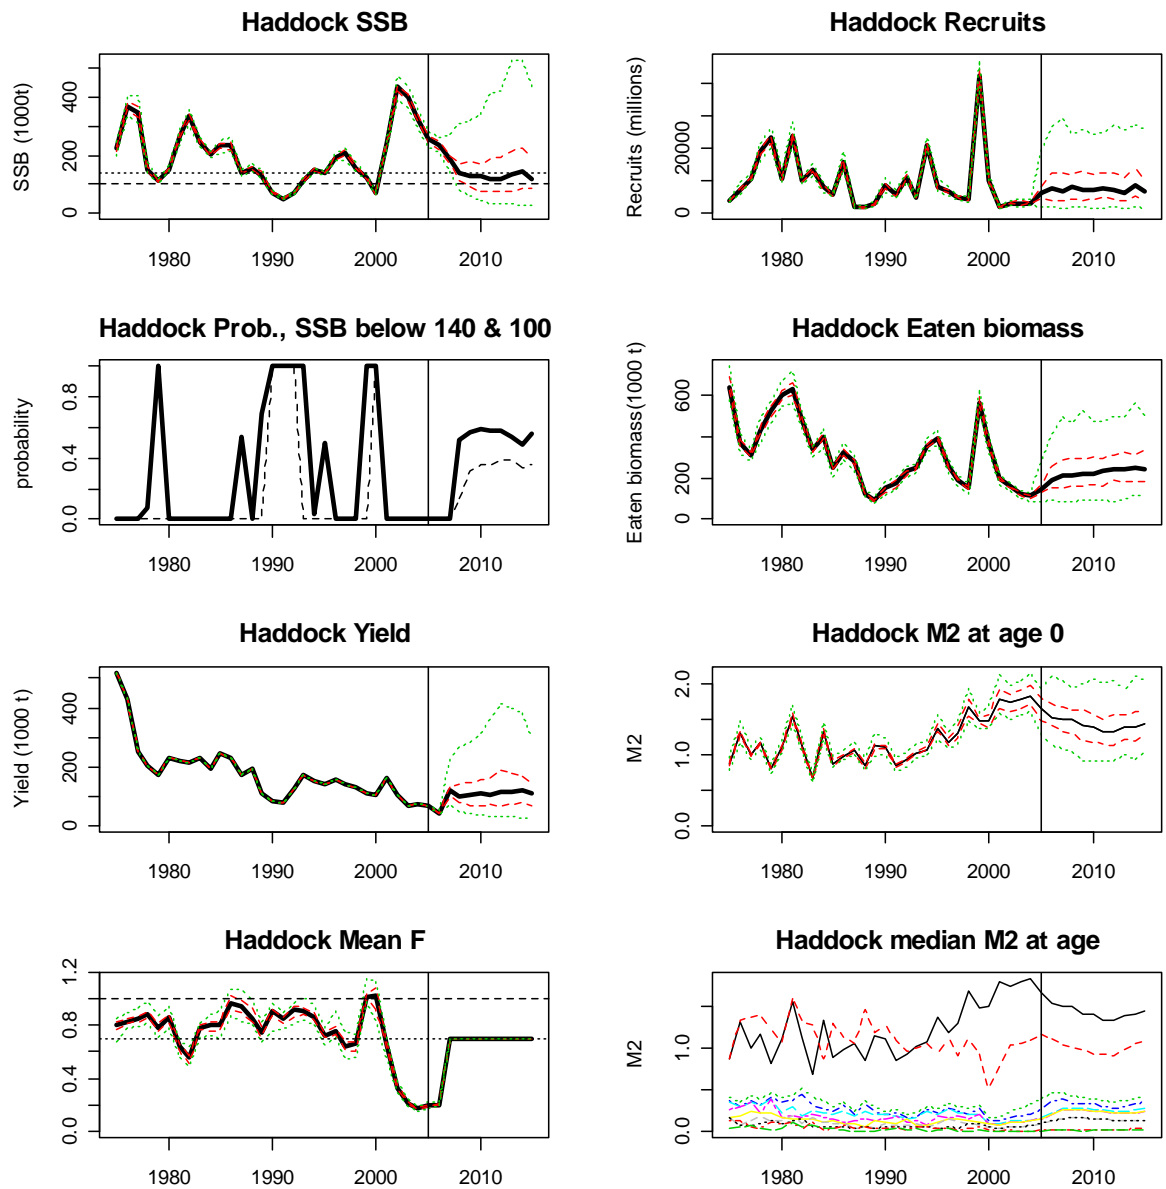 Haddock SSB
SSB (1000t)
0 200 400
1980 1990 2000 2010
Haddock Recruits
Recruits (millions)
0 20000
1980 1990 2000 2010
Haddock Prob., SSB below 140 & 100
probability
0.0 0.4 0.8
1980 1990 2000 2010
Haddock Eaten biomass
Eaten biomass(1000 t)
0 200 600
1980 1990 2000 2010
Haddock Yield
Yield (1000 t)
0 200 400
1980 1990 2000 2010
Haddock M2 at age 0
M2
0.0 1.0 2.0
1980 1990 2000 2010
Haddock Mean F
0.0 0.4 0.8 1.2
1980 1990 2000 2010
Haddock median M2 at age
M2
0.0 1.0
1980 1990 2000 2010